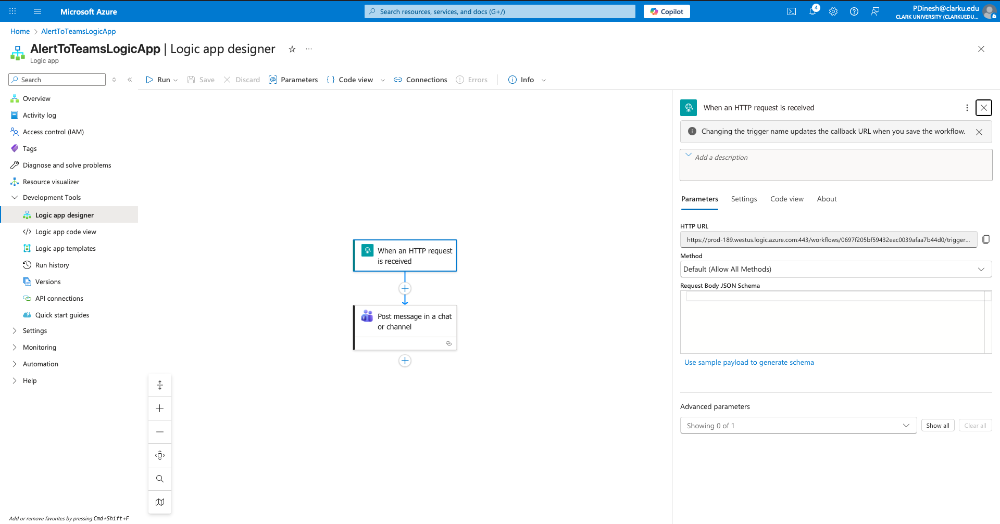 Microsoft Azure
Search resources, services, and docs (G+/)
Copilot
4
PDinesh@clarku.edu
CLARK UNIVERSITY (CLARKUEDU...
Home > AlertToTeamsLogicApp
AlertToTeamsLogicApp | Logic app designer
Logic app
Search
Run
Save
Discard
Parameters
Code view
Connections
Errors
Info
Overview
Activity log
Access control (IAM)
Tags
Diagnose and solve problems
Resource visualizer
Development Tools
Logic app designer
Logic app code view
Logic app templates
Run history
Versions
API connections
Quick start guides
Settings
Monitoring
Automation
Help
Add or remove favorites by pressing Cmd+Shift+F
When an HTTP request
is received
Post message in a chat
or channel
When an HTTP request is received
Changing the trigger name updates the callback URL when you save the workflow.
Add a description
Parameters
Settings
Code view
About
HTTP URL
https://prod-189.westus.logic.azure.com:443/workflows/0697f205bf59432eac0039afaa7b44d0/trigger...
Method
Default (Allow All Methods)
Request Body JSON Schema
Use sample payload to generate schema
Advanced parameters
Showing 0 of 1
Show all
Clear all